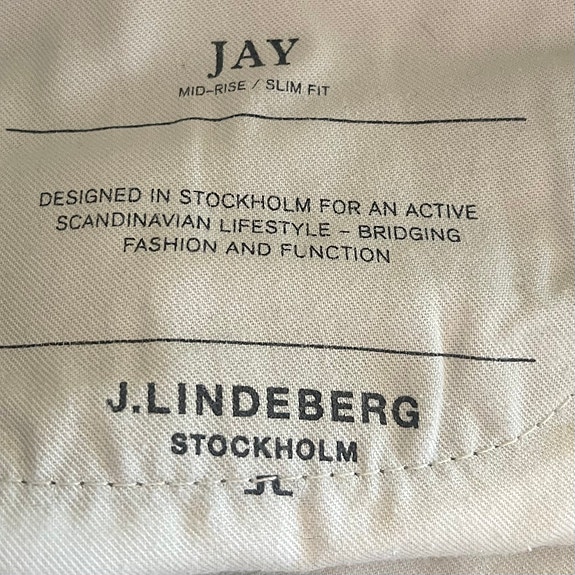 JAY
MID-RISE / SLIM FIT
DESIGNED IN STOCKHOLM FOR AN ACTIVE
SCANDINAVIAN LIFESTYLE – BRIDGING
FASHION AND FUNCTION
J.LINDEBERG
STOCKHOLM
JL